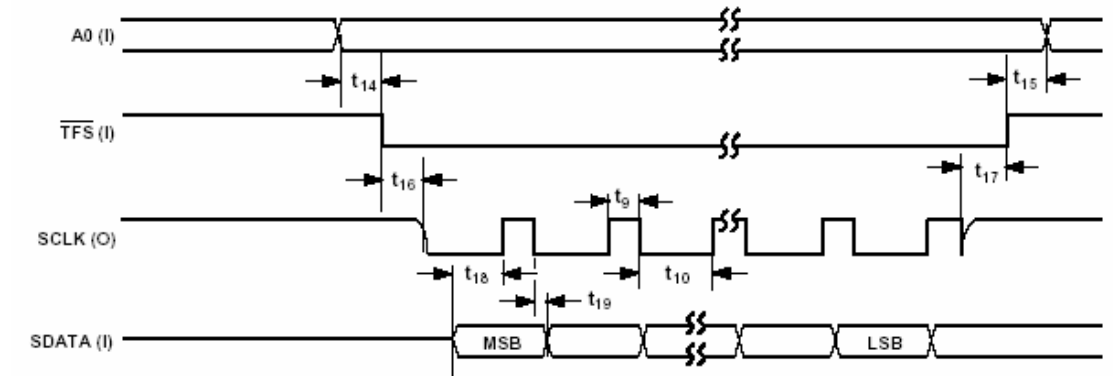 A0 (I)
t14
t15
TFS (I)
t16
t17
t9
SCLK (O)
t18
t10
t19
SDATA (I)
MSB
LSB